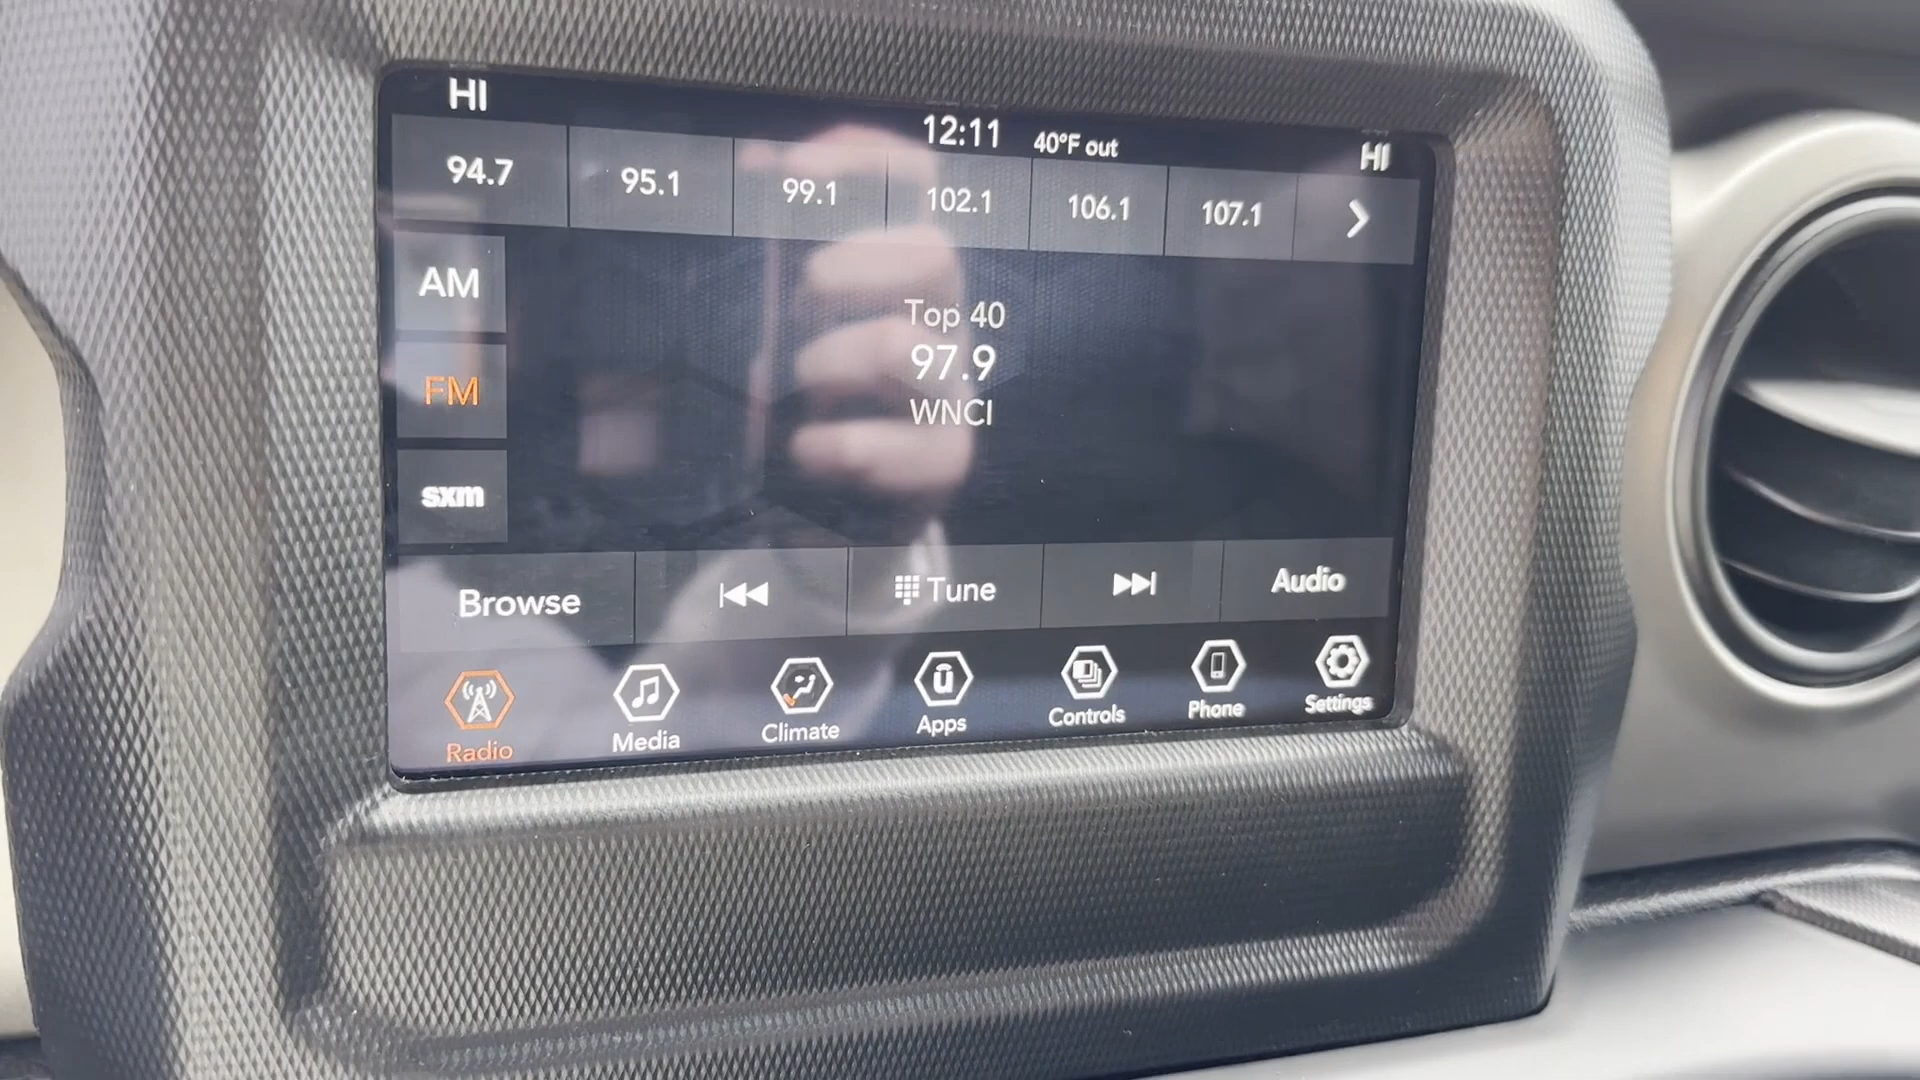 HI 12:11 40°F out HI
94.7 95.1 99.1 102.1 106.1 107.1
AM
Top 40
97.9
FM
WNCI
sxm
Browse Tune Audio
Radio Media Climate Apps Controls Phone Settings